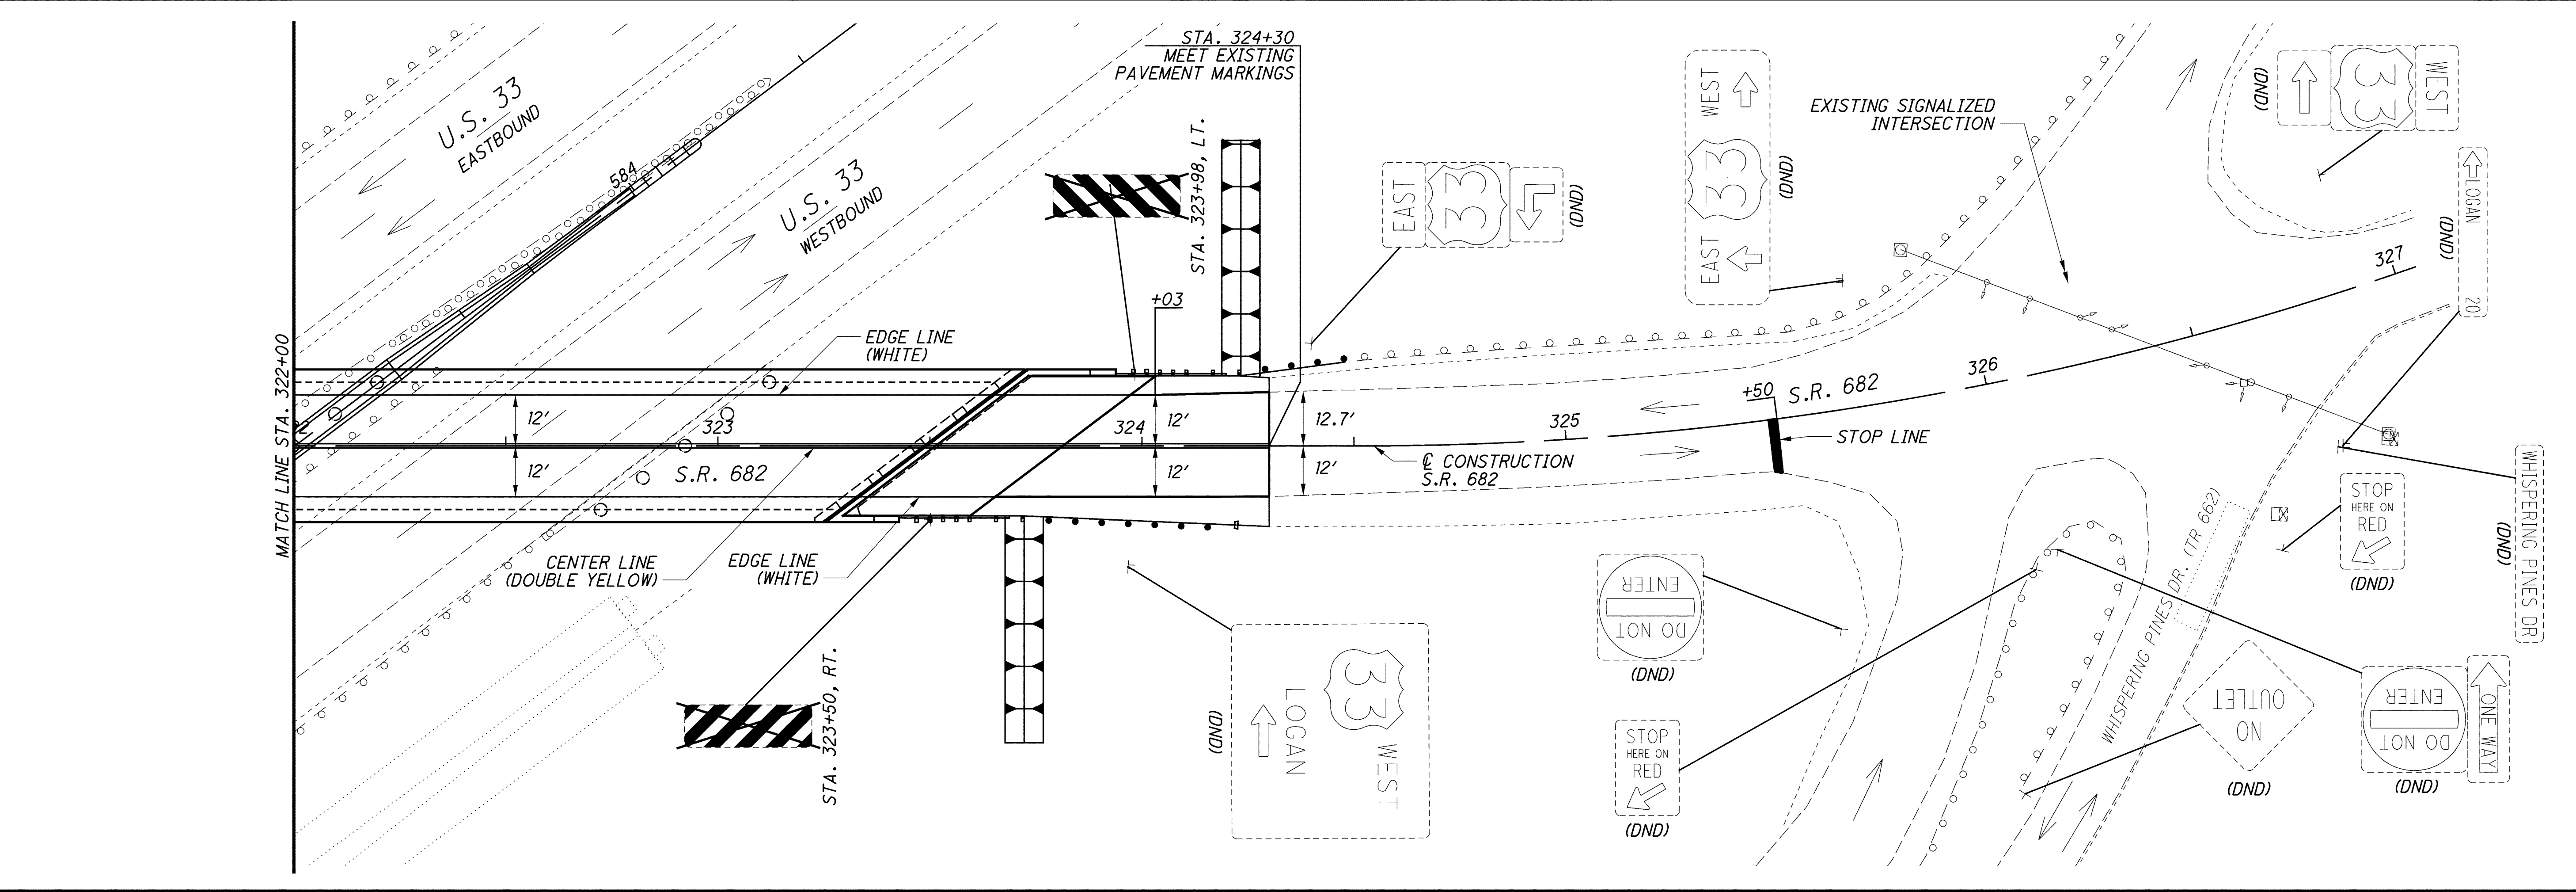 STA. 324+30
MEET EXISTING
PAVEMENT MARKINGS
U.S. 33
EASTBOUND
584
U.S. 33
WESTBOUND
STA. 323+98, LT.
EAST
33
(DND)
WEST
33
EAST
(DND)
EXISTING SIGNALIZED
INTERSECTION
WEST
33
(DND)
LOGAN
20
(DND)
MATCH LINE STA. 322+00
EDGE LINE
(WHITE)
+03
12'
12'
323
S.R. 682
324
12'
12'
12.7'
12'
325
℄ CONSTRUCTION
S.R. 682
+50
S.R. 682
326
327
STOP LINE
CENTER LINE
(DOUBLE YELLOW)
EDGE LINE
(WHITE)
STA. 323+50, RT.
33
WEST
LOGAN
(DND)
DO NOT
ENTER
(DND)
STOP
HERE ON
RED
(DND)
WHISPERING PINES DR. (TR 662)
STOP
HERE ON
RED
(DND)
WHISPERING PINES DR
(DND)
NO
OUTLET
(DND)
DO NOT
ENTER
ONE WAY
(DND)